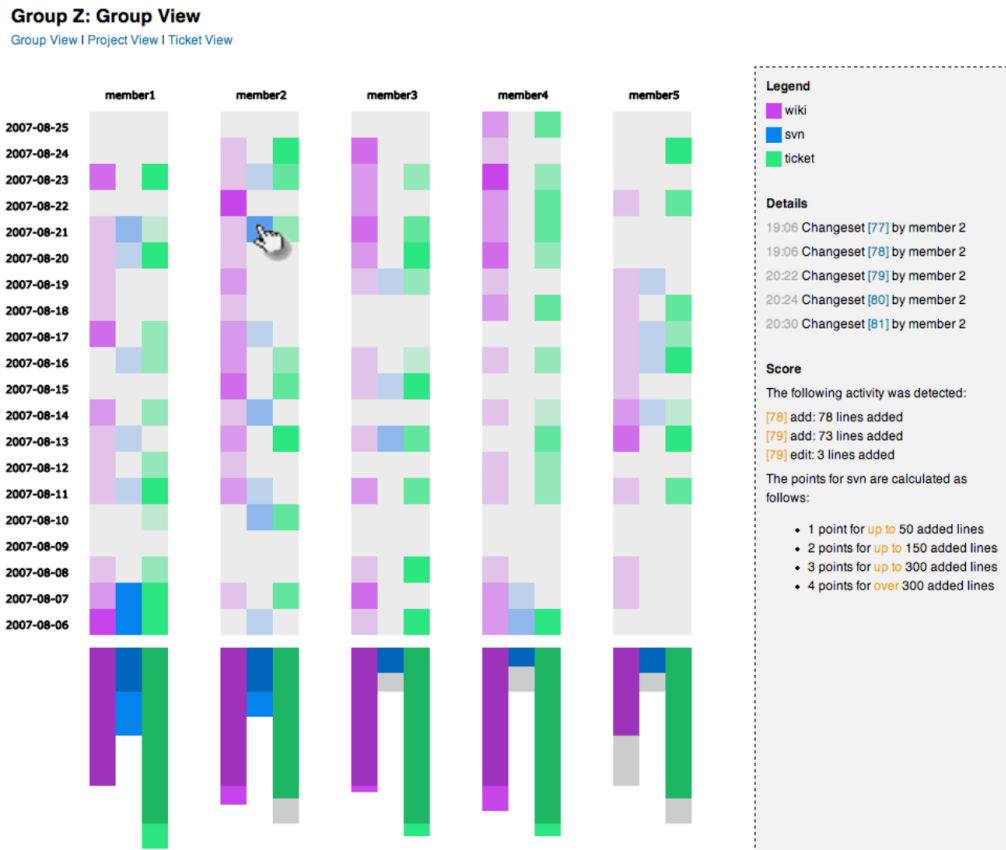 Group Z: Group View
Group View | Project View | Ticket View
member1 member2 member3 member4 member5
2007-08-25
2007-08-24
2007-08-23
2007-08-22
2007-08-21
2007-08-20
2007-08-19
2007-08-18
2007-08-17
2007-08-16
2007-08-15
2007-08-14
2007-08-13
2007-08-12
2007-08-11
2007-08-10
2007-08-09
2007-08-08
2007-08-07
2007-08-06
Legend
wiki
svn
ticket
Details
19:06 Changeset [77] by member 2
19:06 Changeset [78] by member 2
20:22 Changeset [79] by member 2
20:24 Changeset [80] by member 2
20:30 Changeset [81] by member 2
Score
The following activity was detected:
[78] add: 78 lines added
[79] add: 73 lines added
[79] edit: 3 lines added
The points for svn are calculated as
follows:
• 1 point for up to 50 added lines
• 2 points for up to 150 added lines
• 3 points for up to 300 added lines
• 4 points for over 300 added lines